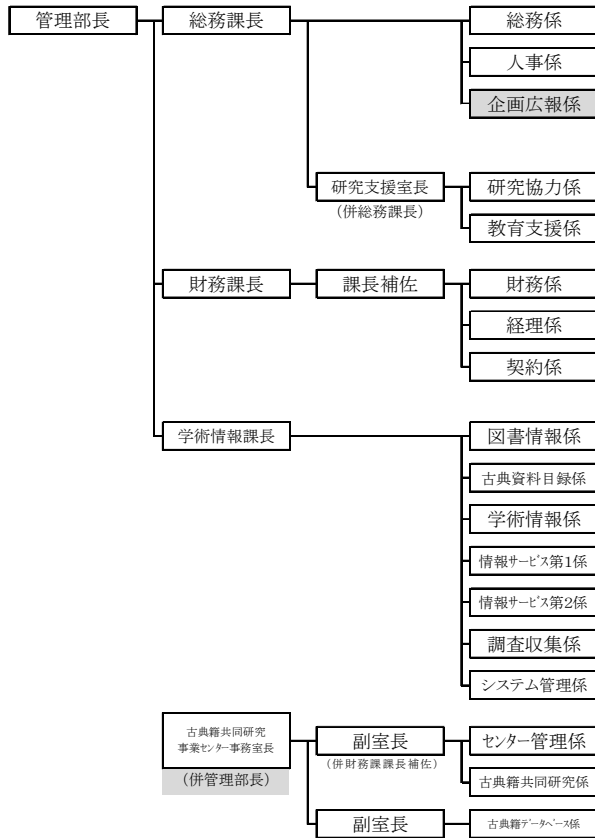 管理部長
総務課長
総務係
人事係
企画広報係
研究支援室長
(併総務課長)
研究協力係
教育支援係
財務課長
課長補佐
財務係
経理係
契約係
学術情報課長
図書情報係
古典資料目録係
学術情報係
情報サービス第1係
情報サービス第2係
調査収集係
システム管理係
古典籍共同研究
事業センター事務室長
(併管理部長)
副室長
(併財務課課長補佐)
センター管理係
古典籍共同研究係
副室長
古典籍データベース係